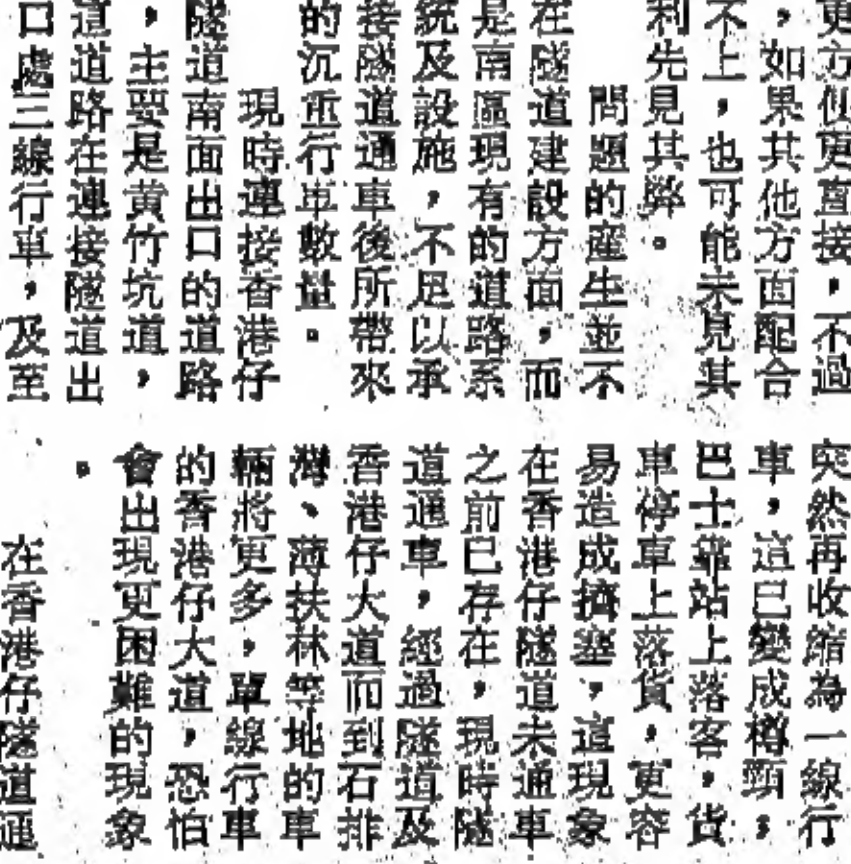 更方便更直接，不過
，如果其他方面配合
不上，也可能未見其
利先見其弊。
問題的產生並不
在隧道建設方面，而
是南區現有的道路系
統及設施，不足以承
接隧道通車後所帶來
的沉重行車數量。
現時連接香港仔
隧道南面出口的道路
，主要是黃竹坑道，
這道路在連接隧道出
口處三線行車，及至
突然再收縮為一線行
車，這已變成樽頸，
巴士靠站上落客，貨
車停車上落貨，更容
易造成擠塞，這現象
在香港仔隧道未通車
之前已存在，現時隧
道通車，經過隧道及
香港仔大道而到石排
灣、薄扶林等地的車
輛將更多，單線行車
的香港仔大道，恐怕
會出現更困難的現象
。
在香港仔隧道通